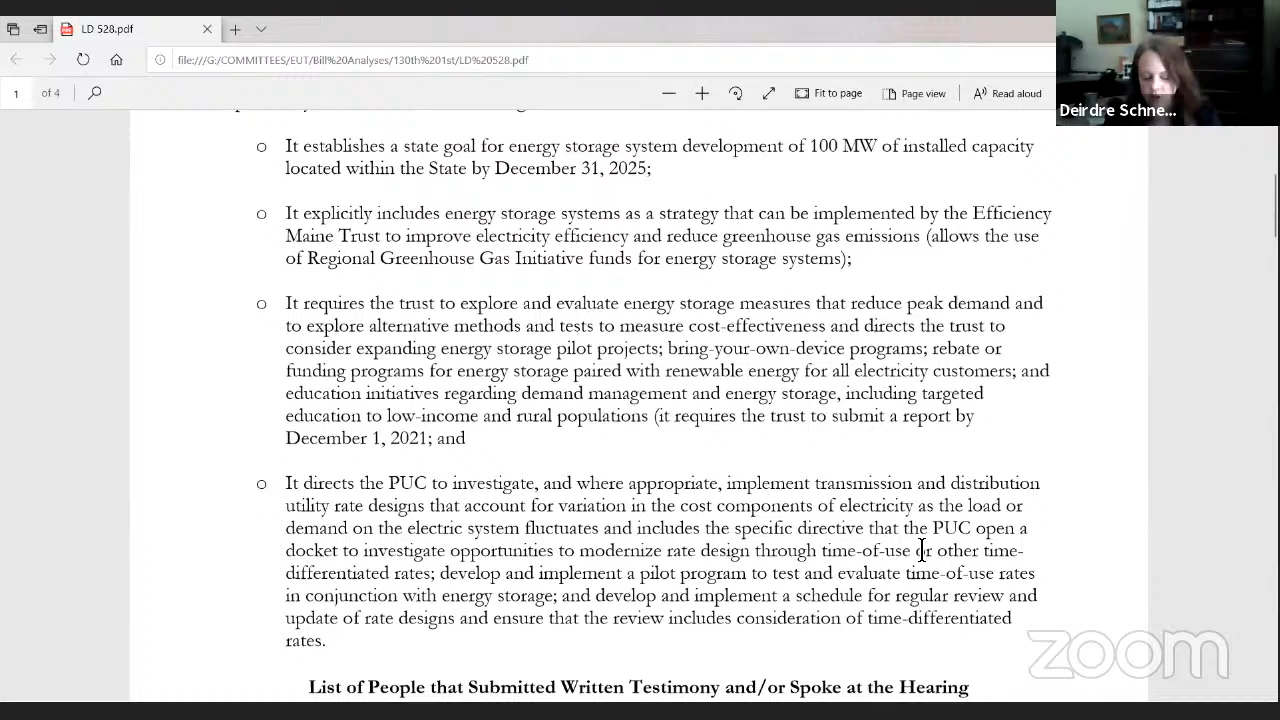 LD 528.pdf
file:///G:/COMMITTEES/EUT/Bill%20Analyses/130th%201st/LD%20528.pdf
1 of 4
Fit to page
Page view
Read aloud
Deirdre Schne...
o It establishes a state goal for energy storage system development of 100 MW of installed capacity
located within the State by December 31, 2025;
o It explicitly includes energy storage systems as a strategy that can be implemented by the Efficiency
Maine Trust to improve electricity efficiency and reduce greenhouse gas emissions (allows the use
of Regional Greenhouse Gas Initiative funds for energy storage systems);
o It requires the trust to explore and evaluate energy storage measures that reduce peak demand and
to explore alternative methods and tests to measure cost-effectiveness and directs the trust to
consider expanding energy storage pilot projects; bring-your-own-device programs; rebate or
funding programs for energy storage paired with renewable energy for all electricity customers; and
education initiatives regarding demand management and energy storage, including targeted
education to low-income and rural populations (it requires the trust to submit a report by
December 1, 2021; and
o It directs the PUC to investigate, and where appropriate, implement transmission and distribution
utility rate designs that account for variation in the cost components of electricity as the load or
demand on the electric system fluctuates and includes the specific directive that the PUC open a
docket to investigate opportunities to modernize rate design through time-of-use or other time-
differentiated rates; develop and implement a pilot program to test and evaluate time-of-use rates
in conjunction with energy storage; and develop and implement a schedule for regular review and
update of rate designs and ensure that the review includes consideration of time-differentiated
rates.
List of People that Submitted Written Testimony and/or Spoke at the Hearing
zoom